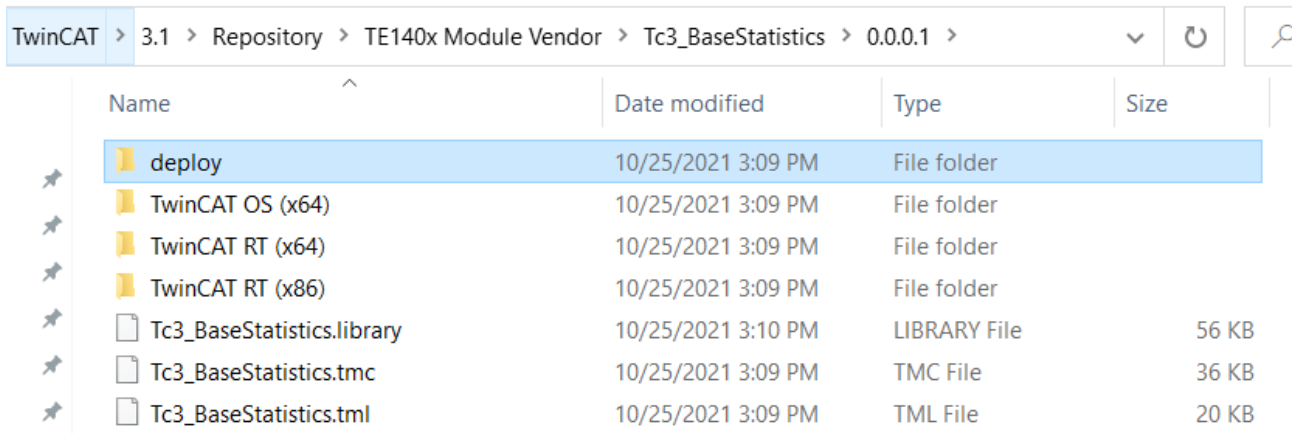 TwinCAT > 3.1 > Repository > TE140x Module Vendor > Tc3_BaseStatistics > 0.0.0.1 >
Name Date modified Type Size
deploy 10/25/2021 3:09 PM File folder
TwinCAT OS (x64) 10/25/2021 3:09 PM File folder
TwinCAT RT (x64) 10/25/2021 3:09 PM File folder
TwinCAT RT (x86) 10/25/2021 3:09 PM File folder
Tc3_BaseStatistics.library 10/25/2021 3:10 PM LIBRARY File 56 KB
Tc3_BaseStatistics.tmc 10/25/2021 3:09 PM TMC File 36 KB
Tc3_BaseStatistics.tml 10/25/2021 3:09 PM TML File 20 KB